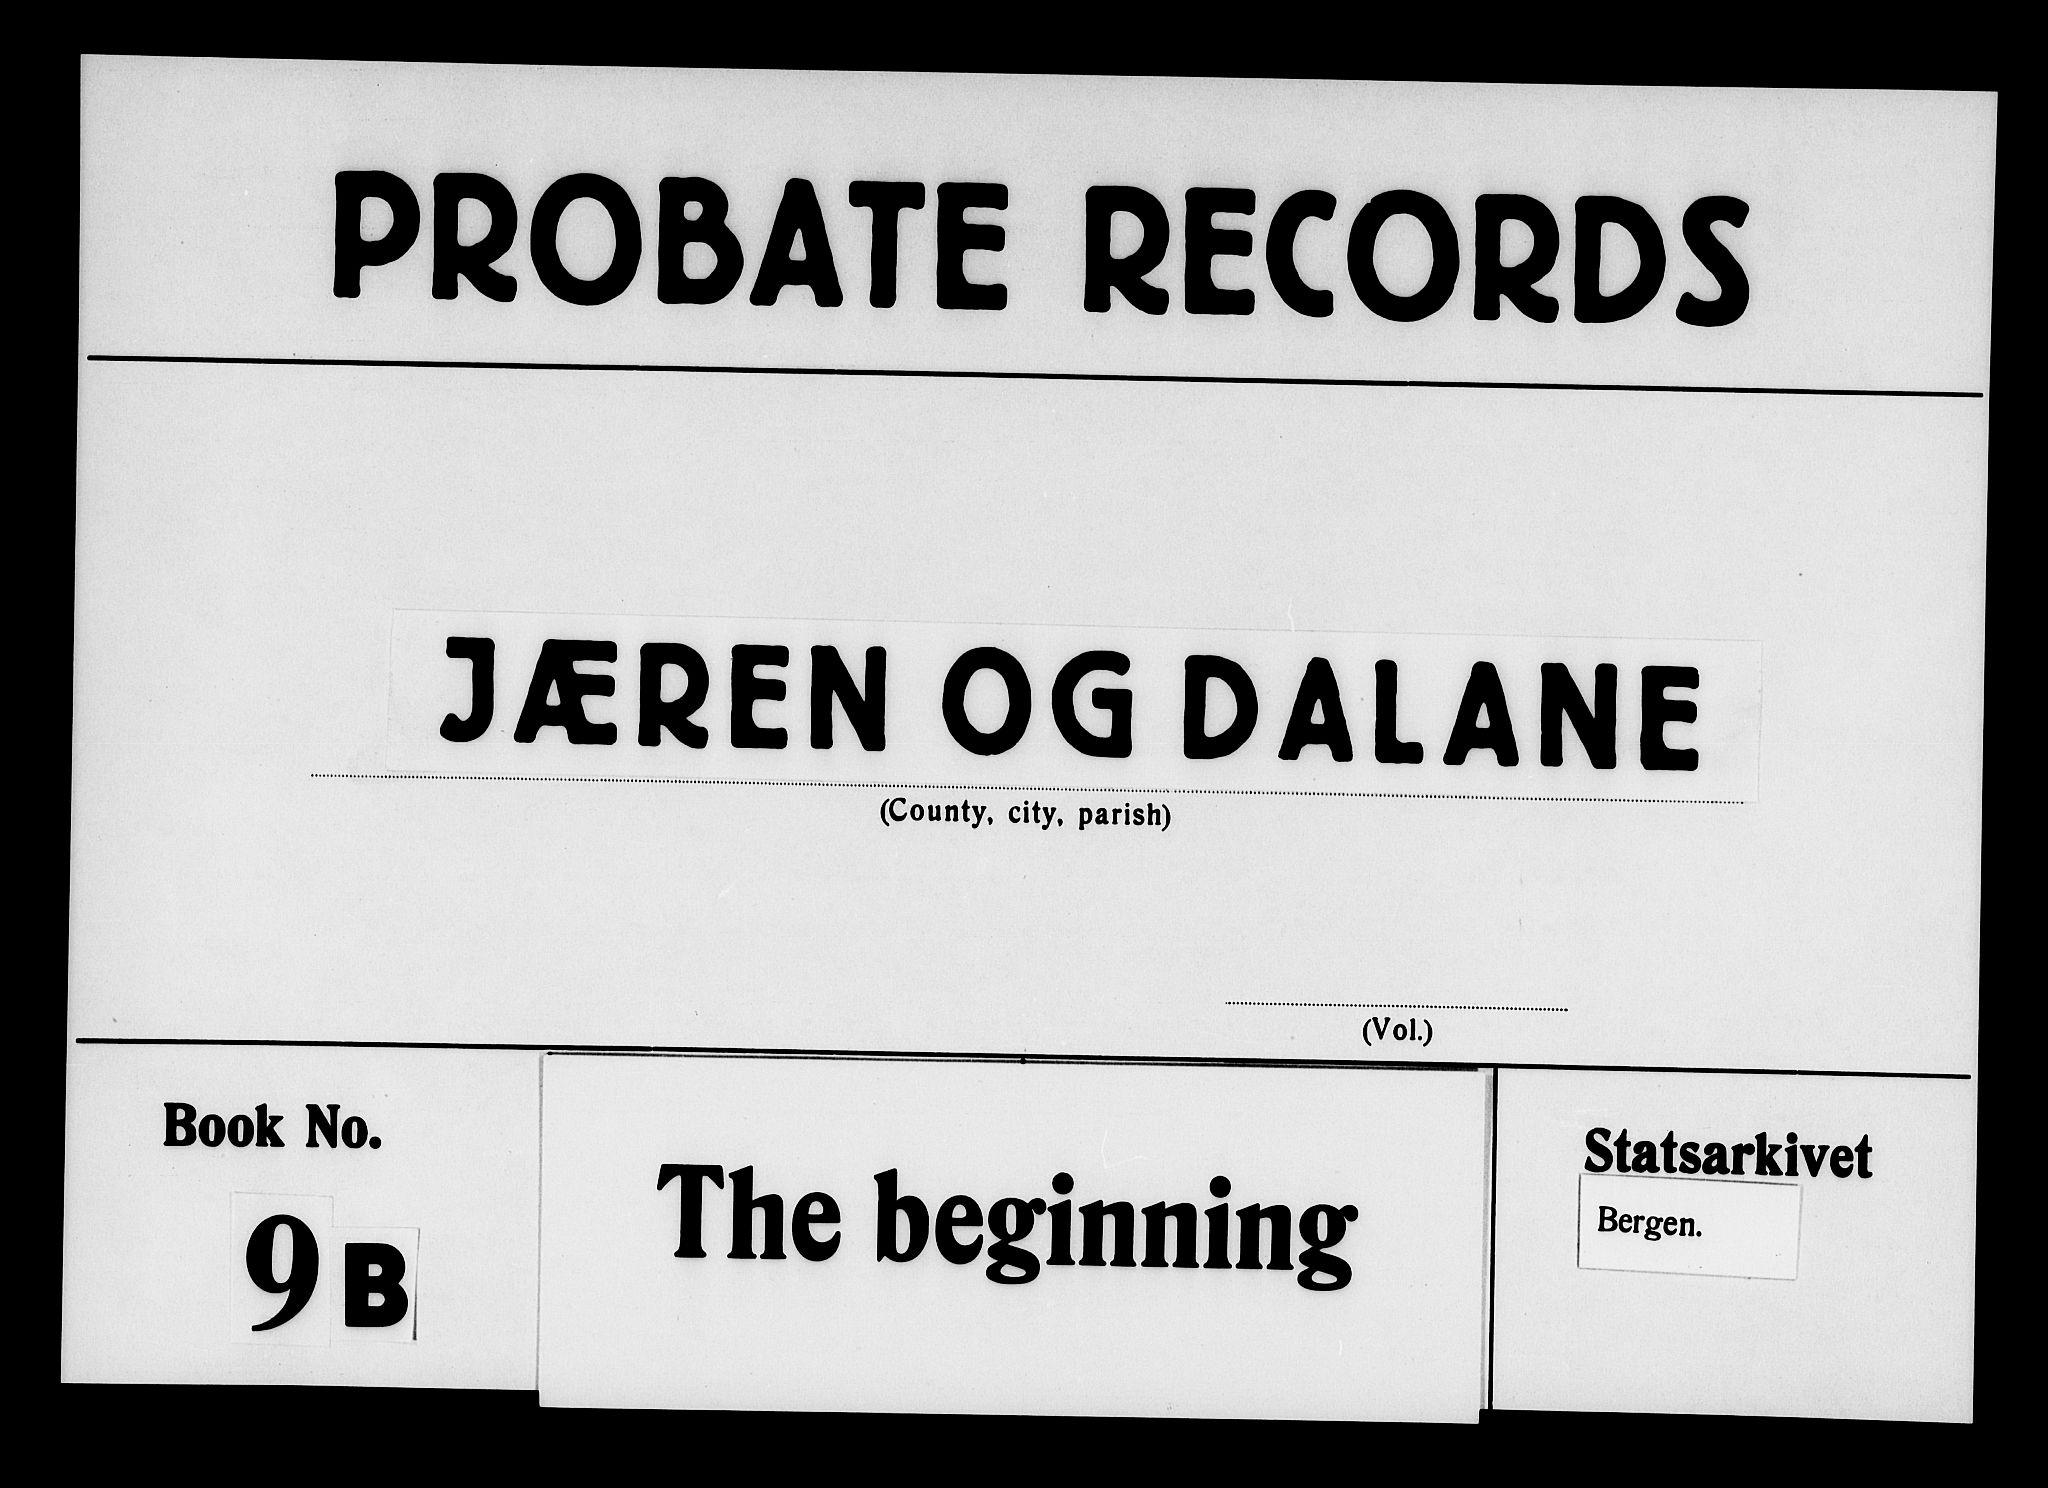 PROBATE RECORDS
JÆREN OG DALANE
(County, city, parish)
(Vol.)
Book No.
9 B
The beginning
Statsarkivet
Bergen.